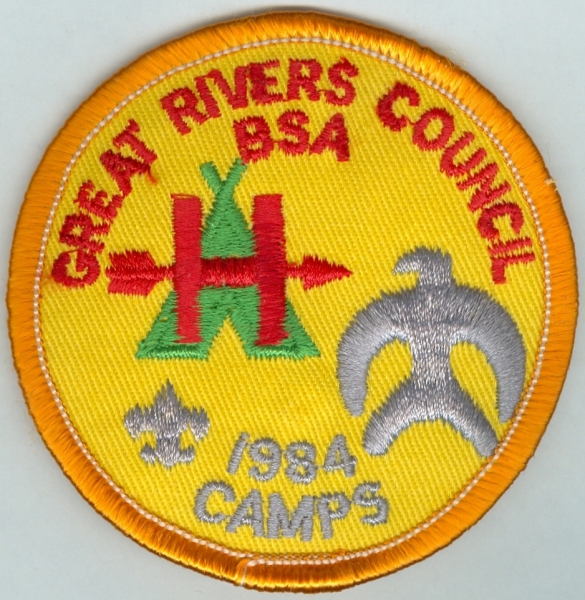 GREAT RIVERS COUNCIL
BSA
H
1984
CAMPS